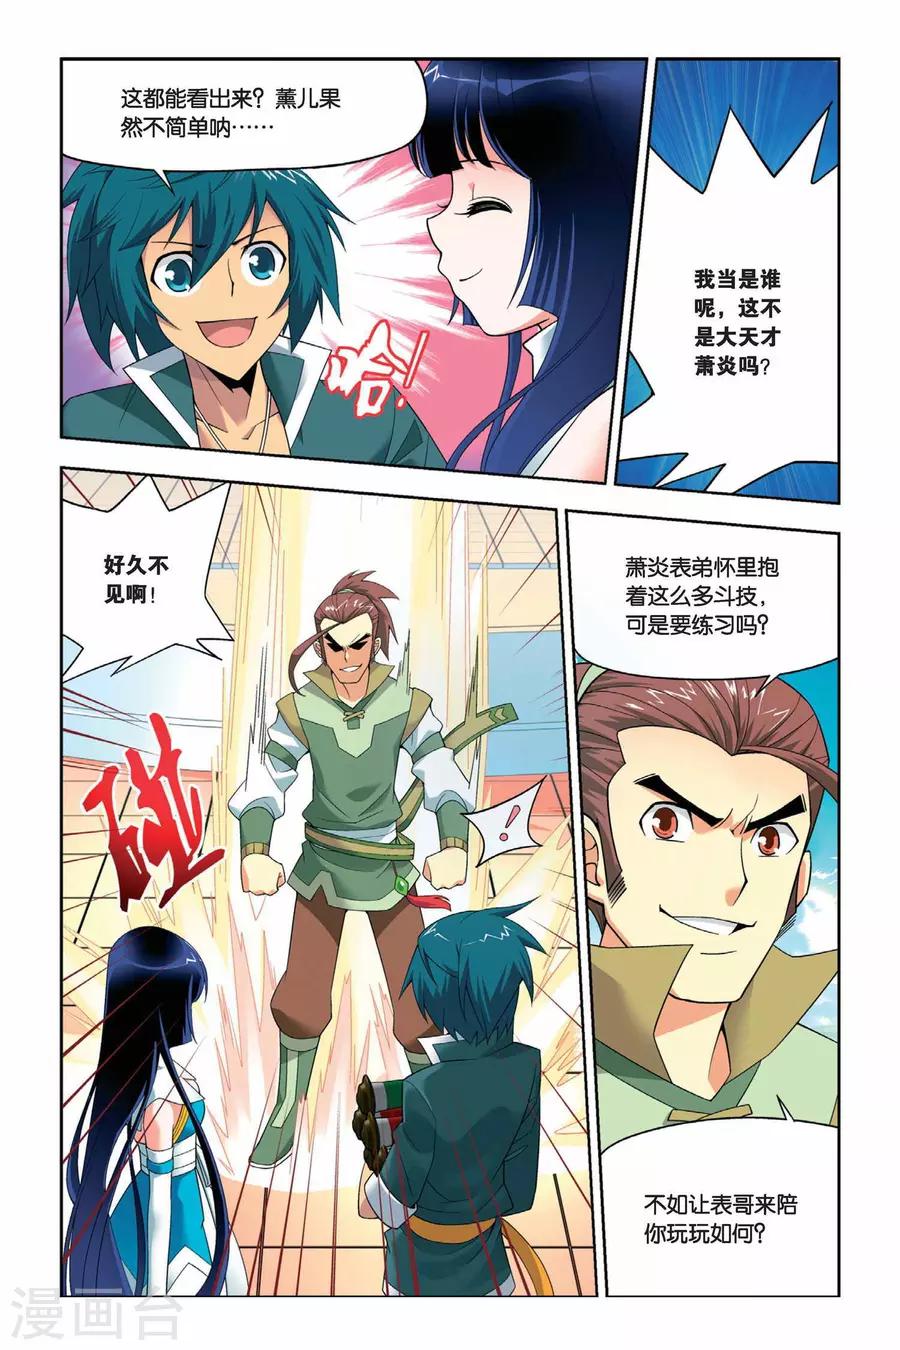 这都能看出来？薰儿果
然不简单呐……
哈！
我当是谁
呢，这不
是大天才
萧炎吗？
好久不
见啊！
碰
！
萧炎表弟怀里抱
着这么多斗技，
可是要练习吗？
不如让表哥来陪
你玩玩如何？
漫画台